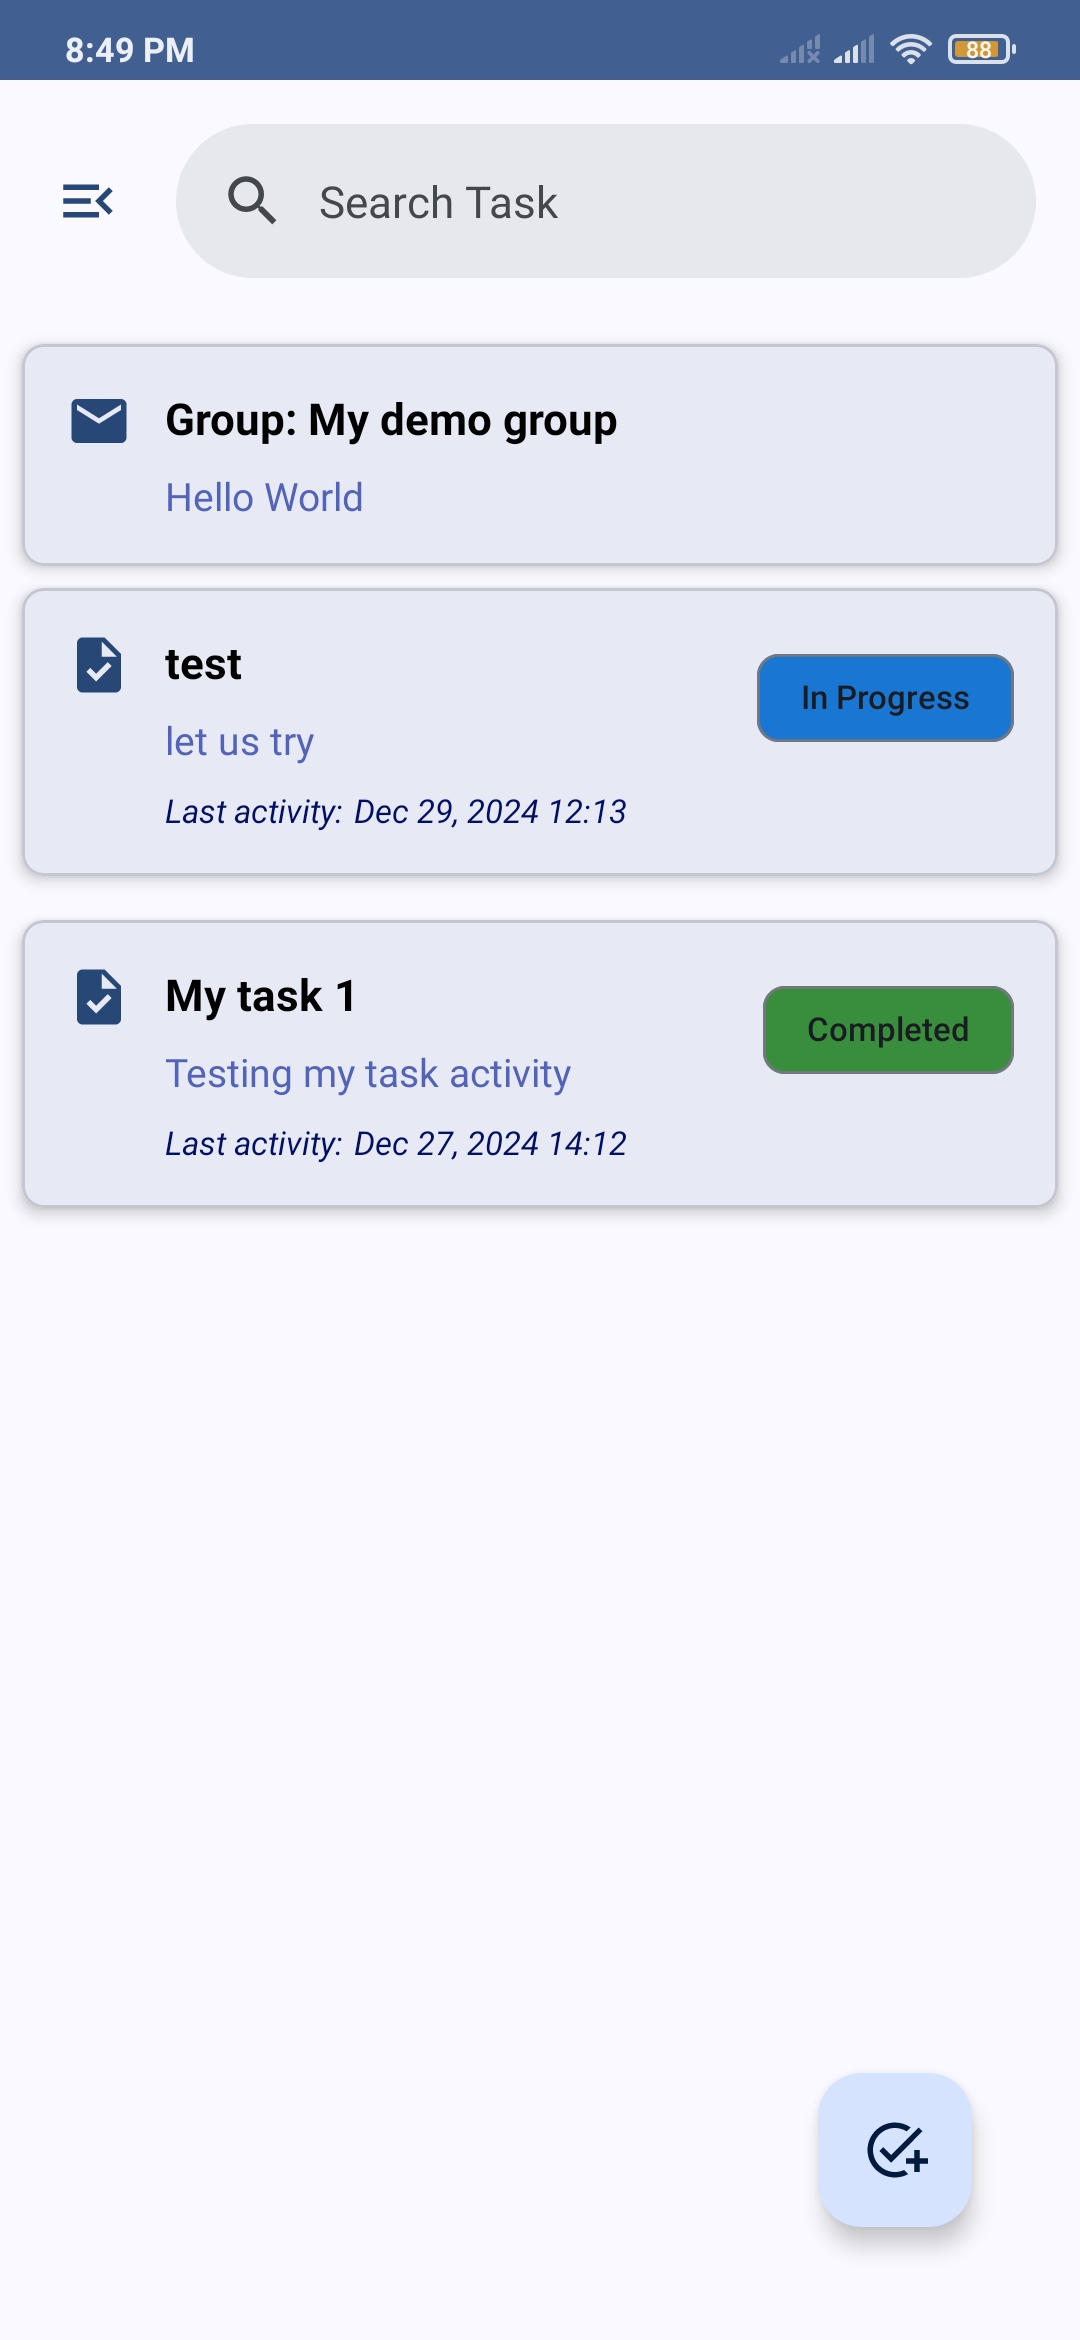 8:49 PM
88
Search Task
Group: My demo group
Hello World
test
In Progress
let us try
Last activity: Dec 29, 2024 12:13
My task 1
Completed
Testing my task activity
Last activity: Dec 27, 2024 14:12